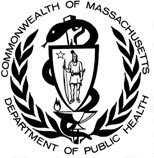 COMMONWEALTH OF MASSACHUSETTS
DEPARTMENT OF PUBLIC HEALTH